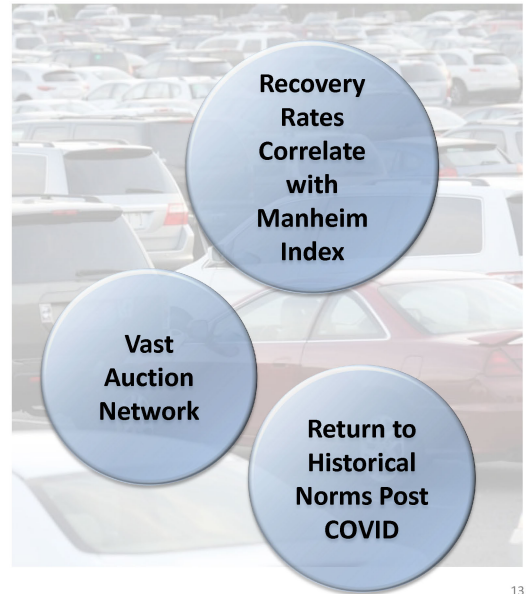 Recovery
Rates
Correlate
with
Manheim
Index
Vast
Auction
Network
Return to
Historical
Norms Post
COVID
13